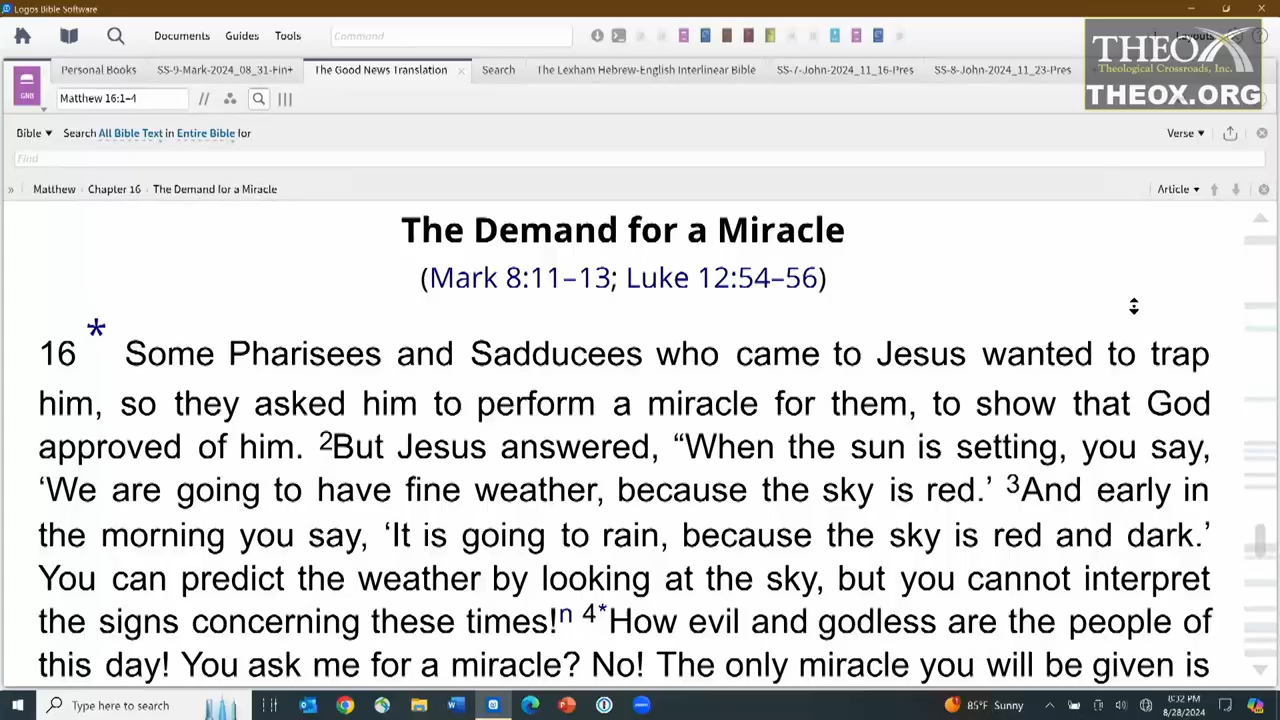 Logos Bible Software
Documents Guides Tools Command Layouts
THEOX
Theological Crossroads, Inc.
THEOX.ORG
Personal Books SS-9-Mark-2024_08_31-Fin+ The Good News Translation Search The Lexham Hebrew-English Interlinear Bible SS-7-John-2024_11_16-Pres SS-8-John-2024_11_23-Pres
GNB Matthew 16:1–4
Bible Search All Bible Text in Entire Bible for Verse
Find
» Matthew · Chapter 16 · The Demand for a Miracle Article
The Demand for a Miracle
(Mark 8:11–13; Luke 12:54–56)
16 * Some Pharisees and Sadducees who came to Jesus wanted to trap
him, so they asked him to perform a miracle for them, to show that God
approved of him. 2But Jesus answered, “When the sun is setting, you say,
‘We are going to have fine weather, because the sky is red.’ 3And early in
the morning you say, ‘It is going to rain, because the sky is red and dark.’
You can predict the weather by looking at the sky, but you cannot interpret
the signs concerning these times!n 4*How evil and godless are the people of
this day! You ask me for a miracle? No! The only miracle you will be given is
Type here to search 85°F Sunny 8:32 PM
8/28/2024